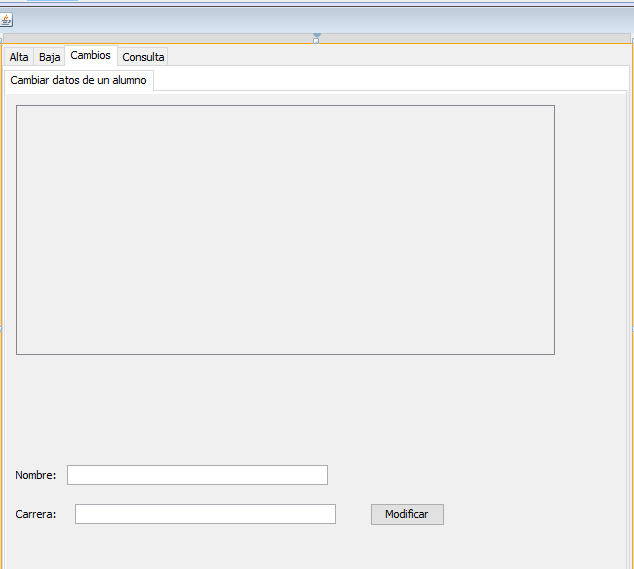 Alta Baja Cambios Consulta
Cambiar datos de un alumno
Nombre:
Carrera: Modificar